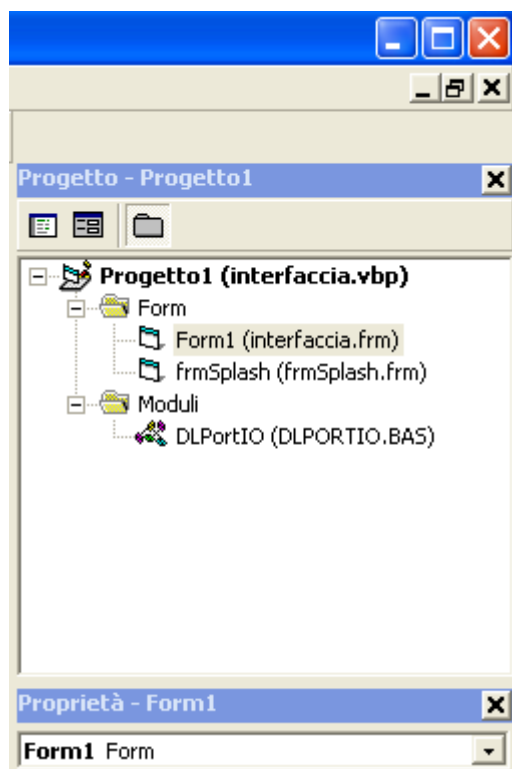 Progetto - Progetto1
Progetto1 (interfaccia.vbp)
Form
Form1 (interfaccia.frm)
frmSplash (frmSplash.frm)
Moduli
DLPortIO (DLPORTIO.BAS)
Proprietà - Form1
Form1 Form